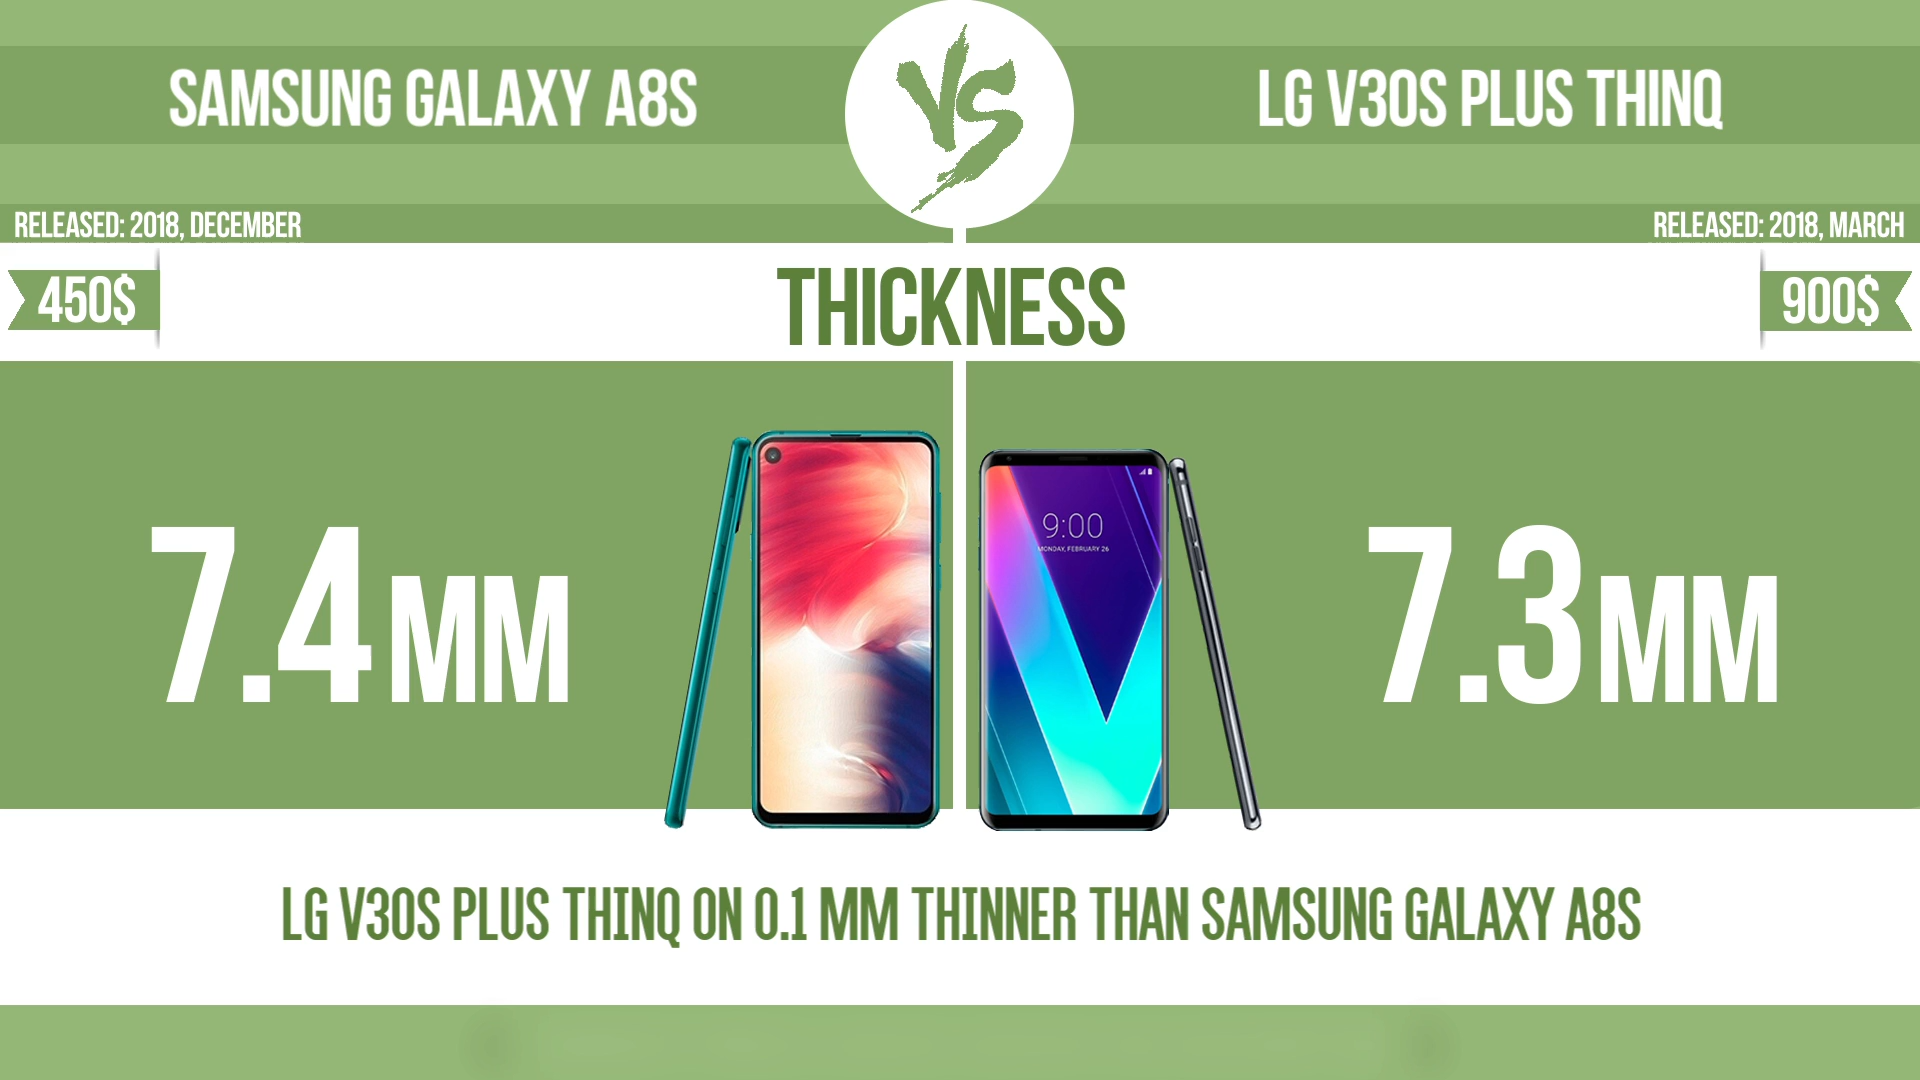 SAMSUNG GALAXY A8S
VS
LG V30S PLUS THINQ
RELEASED: 2018, DECEMBER
RELEASED: 2018, MARCH
450$
THICKNESS
900$
9:00
MONDAY, FEBRUARY 26
7.4MM
7.3MM
LG V30S PLUS THINQ ON 0.1 MM THINNER THAN SAMSUNG GALAXY A8S